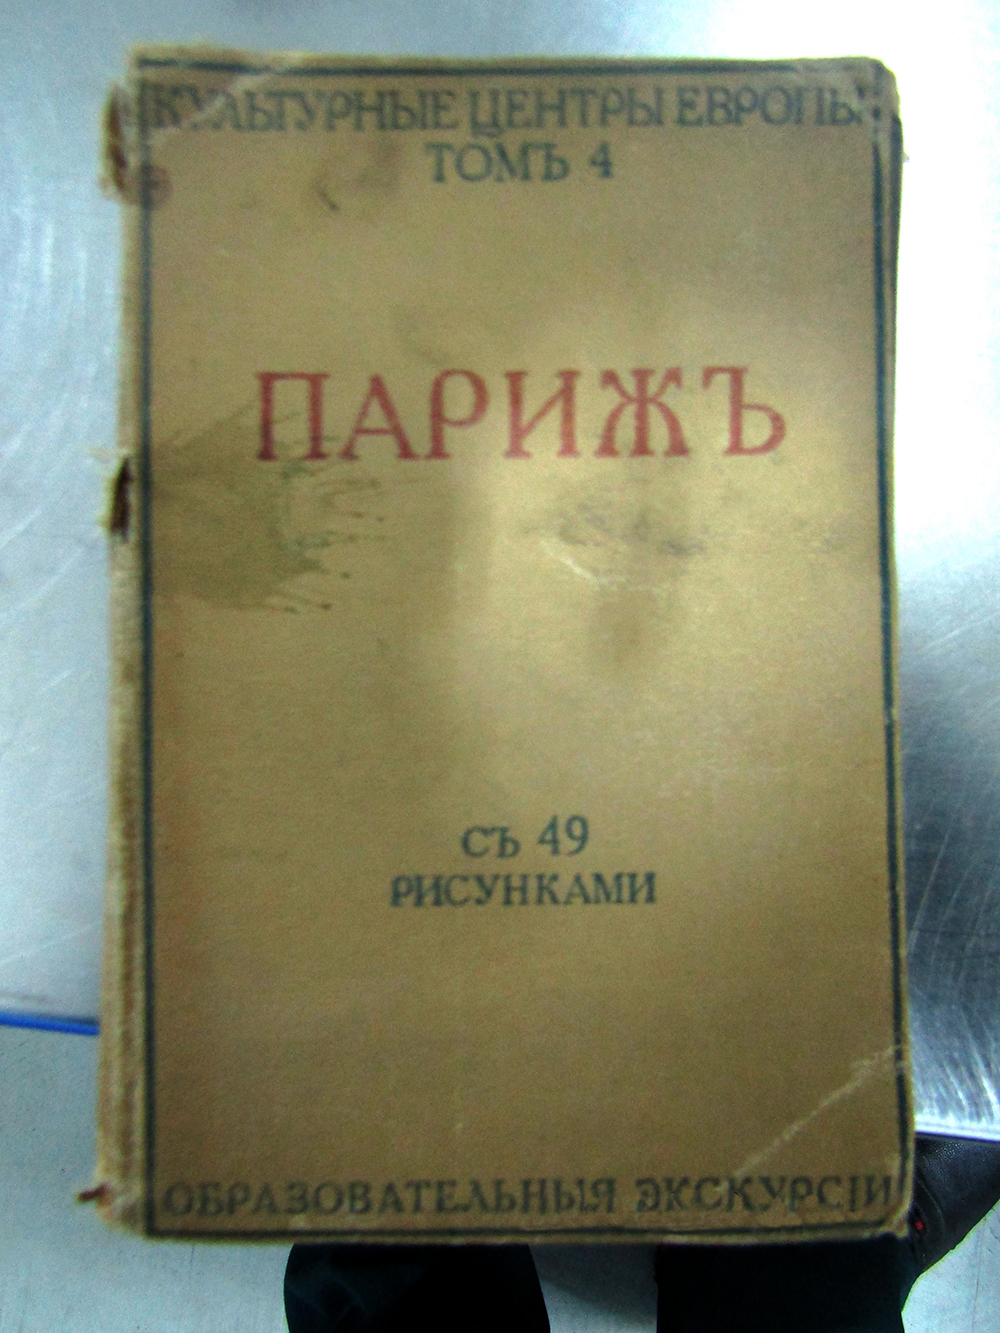 КУЛЬТУРНЫЕ ЦЕНТРЫ ЕВРОПЫ
ТОМЪ 4
ПАРИЖЪ
СЪ 49
РИСУНКАМИ
ОБРАЗОВАТЕЛЬНЫЯ ЭКСКУРСІИ